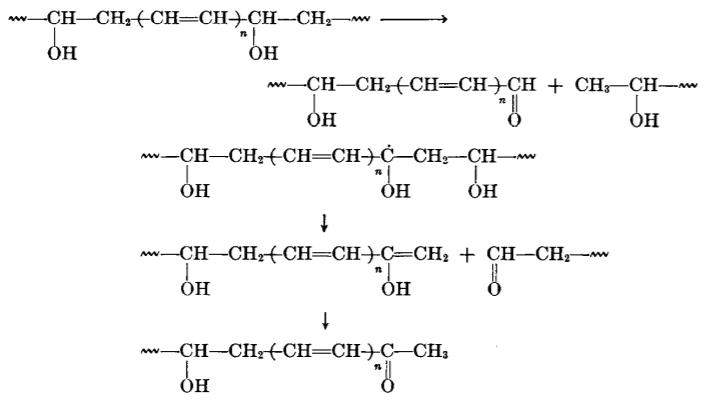 ~CH—CH₂(—CH=CH—)ₙCH—CH₂—~ ⟶
OH OH
~CH—CH₂(—CH=CH—)ₙCH + CH₃—CH—~
OH O OH
~CH—CH₂(—CH=CH—)ₙĊ—CH₂—CH—~
OH OH OH
↓
~CH—CH₂(—CH=CH—)ₙC=CH₂ + CH—CH₂—~
OH OH O
↓
~CH—CH₂(—CH=CH—)ₙC—CH₃
OH O